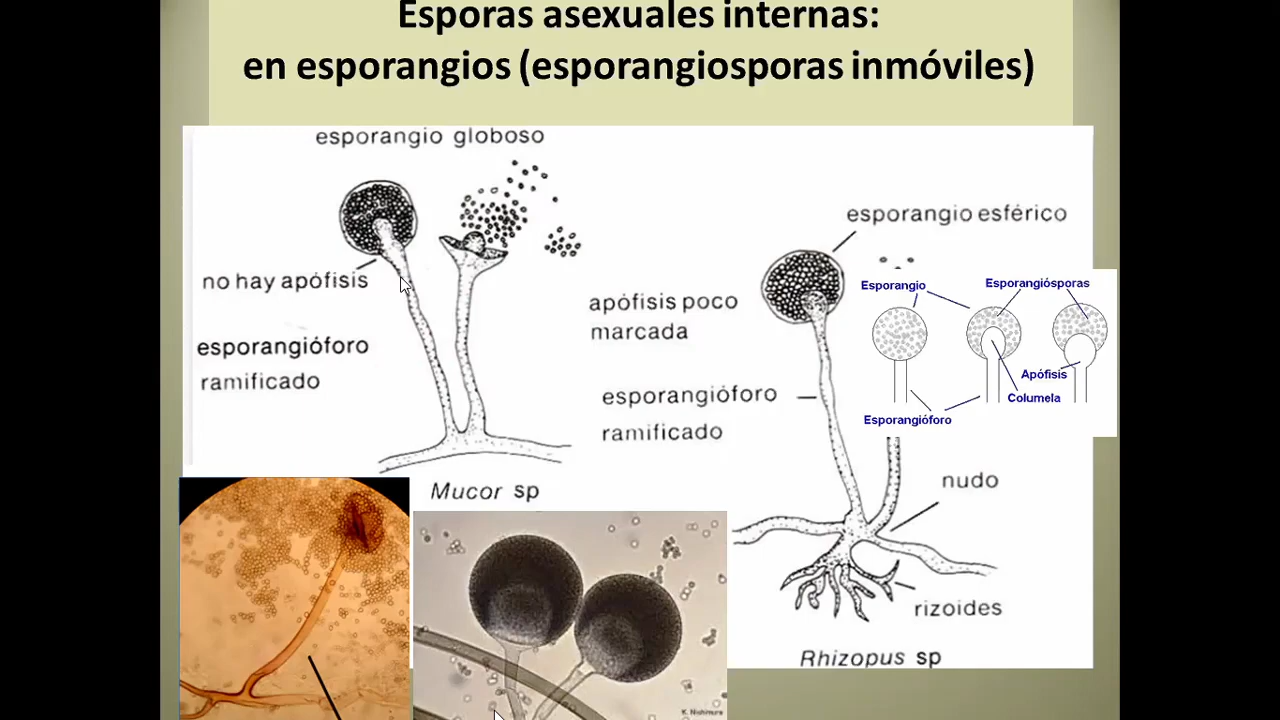 Esporas asexuales internas:
en esporangios (esporangiosporas inmóviles)
esporangio globoso
no hay apófisis
esporangióforo
ramificado
Mucor sp
esporangio esférico
apófisis poco
marcada
esporangióforo
ramificado
nudo
rizoides
Rhizopus sp
Esporangio
Esporangiósporas
Apófisis
Columela
Esporangióforo
K. Nishimura